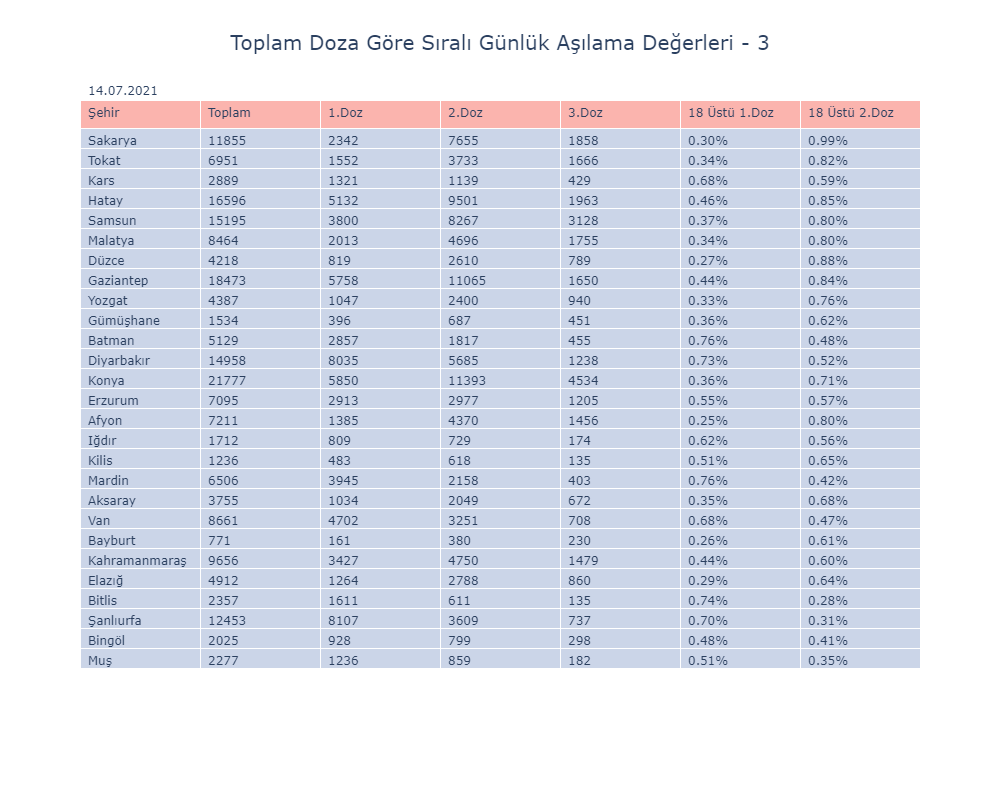 Toplam Doza Göre Sıralı Günlük Aşılama Değerleri - 3
14.07.2021
Şehir Toplam 1.Doz 2.Doz 3.Doz 18 Üstü 1.Doz 18 Üstü 2.Doz
Sakarya 11855 2342 7655 1858 0.30% 0.99%
Tokat 6951 1552 3733 1666 0.34% 0.82%
Kars 2889 1321 1139 429 0.68% 0.59%
Hatay 16596 5132 9501 1963 0.46% 0.85%
Samsun 15195 3800 8267 3128 0.37% 0.80%
Malatya 8464 2013 4696 1755 0.34% 0.80%
Düzce 4218 819 2610 789 0.27% 0.88%
Gaziantep 18473 5758 11065 1650 0.44% 0.84%
Yozgat 4387 1047 2400 940 0.33% 0.76%
Gümüşhane 1534 396 687 451 0.36% 0.62%
Batman 5129 2857 1817 455 0.76% 0.48%
Diyarbakır 14958 8035 5685 1238 0.73% 0.52%
Konya 21777 5850 11393 4534 0.36% 0.71%
Erzurum 7095 2913 2977 1205 0.55% 0.57%
Afyon 7211 1385 4370 1456 0.25% 0.80%
Iğdır 1712 809 729 174 0.62% 0.56%
Kilis 1236 483 618 135 0.51% 0.65%
Mardin 6506 3945 2158 403 0.76% 0.42%
Aksaray 3755 1034 2049 672 0.35% 0.68%
Van 8661 4702 3251 708 0.68% 0.47%
Bayburt 771 161 380 230 0.26% 0.61%
Kahramanmaraş 9656 3427 4750 1479 0.44% 0.60%
Elazığ 4912 1264 2788 860 0.29% 0.64%
Bitlis 2357 1611 611 135 0.74% 0.28%
Şanlıurfa 12453 8107 3609 737 0.70% 0.31%
Bingöl 2025 928 799 298 0.48% 0.41%
Muş 2277 1236 859 182 0.51% 0.35%